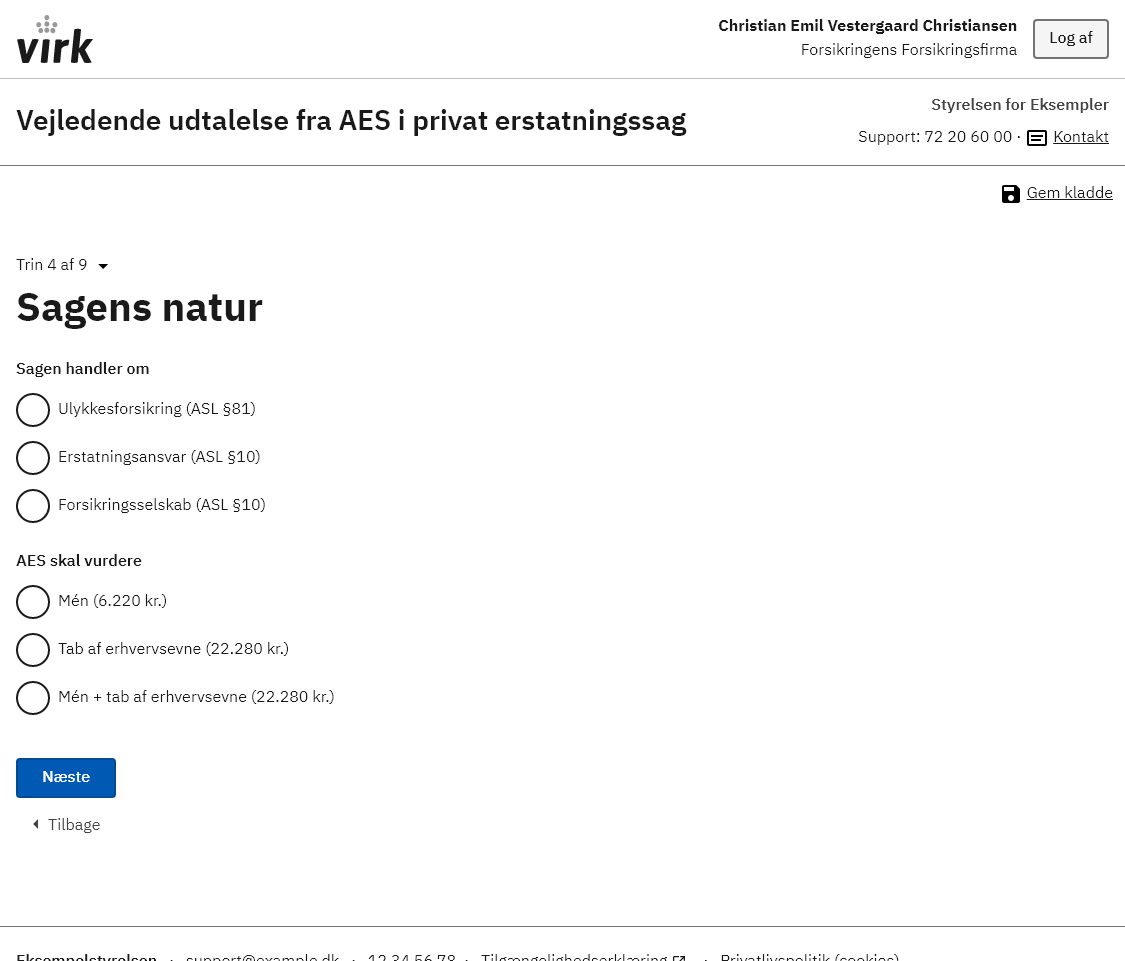 virk
Christian Emil Vestergaard Christiansen
Forsikringens Forsikringsfirma
Log af
Vejledende udtalelse fra AES i privat erstatningssag
Styrelsen for Eksempler
Support: 72 20 60 00 · Kontakt
Gem kladde
Trin 4 af 9
Sagens natur
Sagen handler om
Ulykkesforsikring (ASL §81)
Erstatningsansvar (ASL §10)
Forsikringsselskab (ASL §10)
AES skal vurdere
Mén (6.220 kr.)
Tab af erhvervsevne (22.280 kr.)
Mén + tab af erhvervsevne (22.280 kr.)
Næste
Tilbage
Eksempelstyrelsen · support@example.dk · 12 34 56 78 · Tilgængelighedserklæring · Privatlivspolitik (cookies)